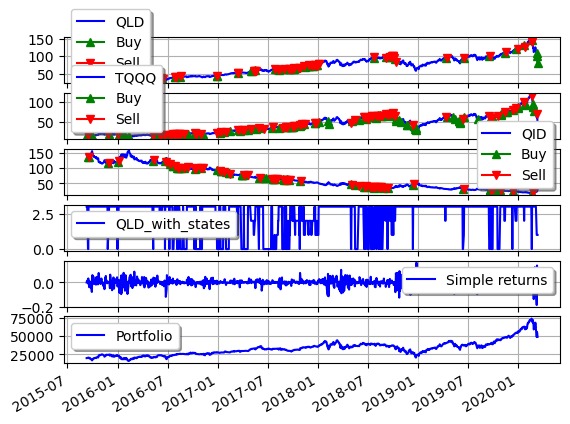 QLD
Buy
Sell
150
100
50
TQQQ
Buy
Sell
100
50
QID
Buy
Sell
150
100
50
QLD_with_states
2.5
0.0
Simple returns
0.0
−0.2
Portfolio
75000
50000
25000
2015-07
2016-01
2016-07
2017-01
2017-07
2018-01
2018-07
2019-01
2019-07
2020-01